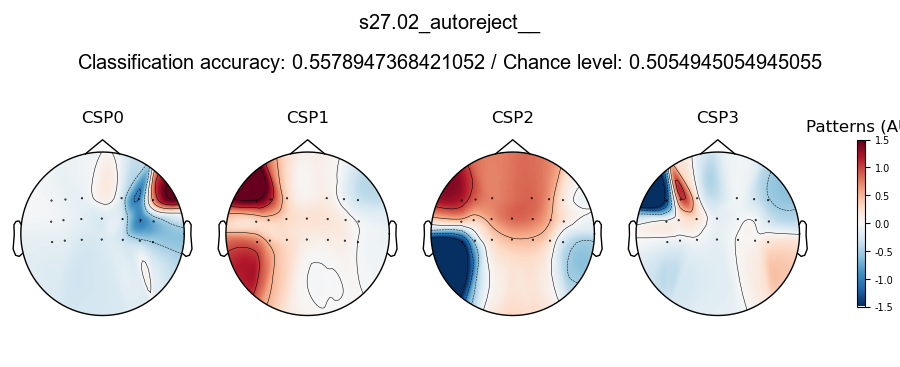 s27.02_autoreject__
Classification accuracy: 0.5578947368421052 / Chance level: 0.5054945054945055
CSP0 CSP1 CSP2 CSP3
Patterns (AU
1.5
1.0
0.5
0.0
-0.5
-1.0
-1.5